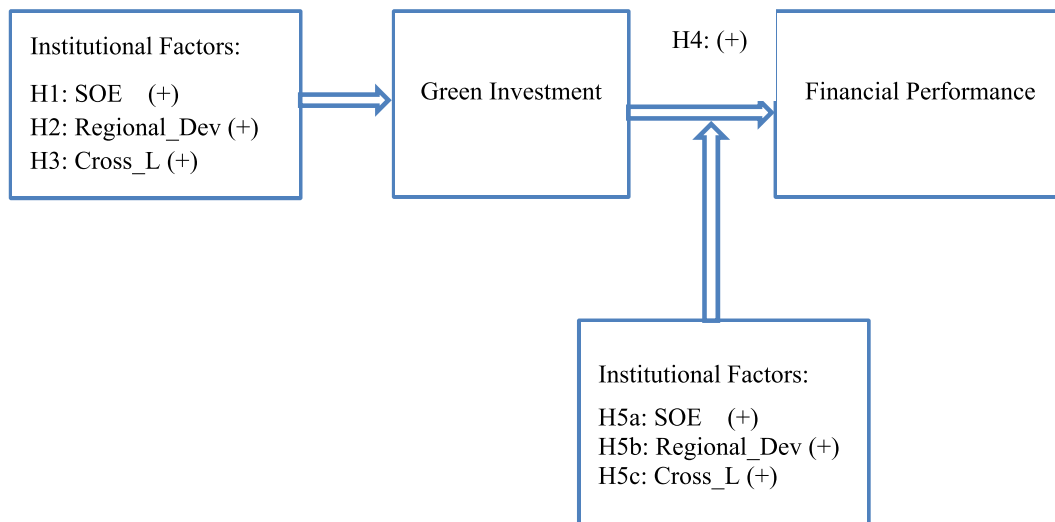 Institutional Factors:
H1: SOE (+)
H2: Regional_Dev (+)
H3: Cross_L (+)
Green Investment
H4: (+)
Financial Performance
Institutional Factors:
H5a: SOE (+)
H5b: Regional_Dev (+)
H5c: Cross_L (+)